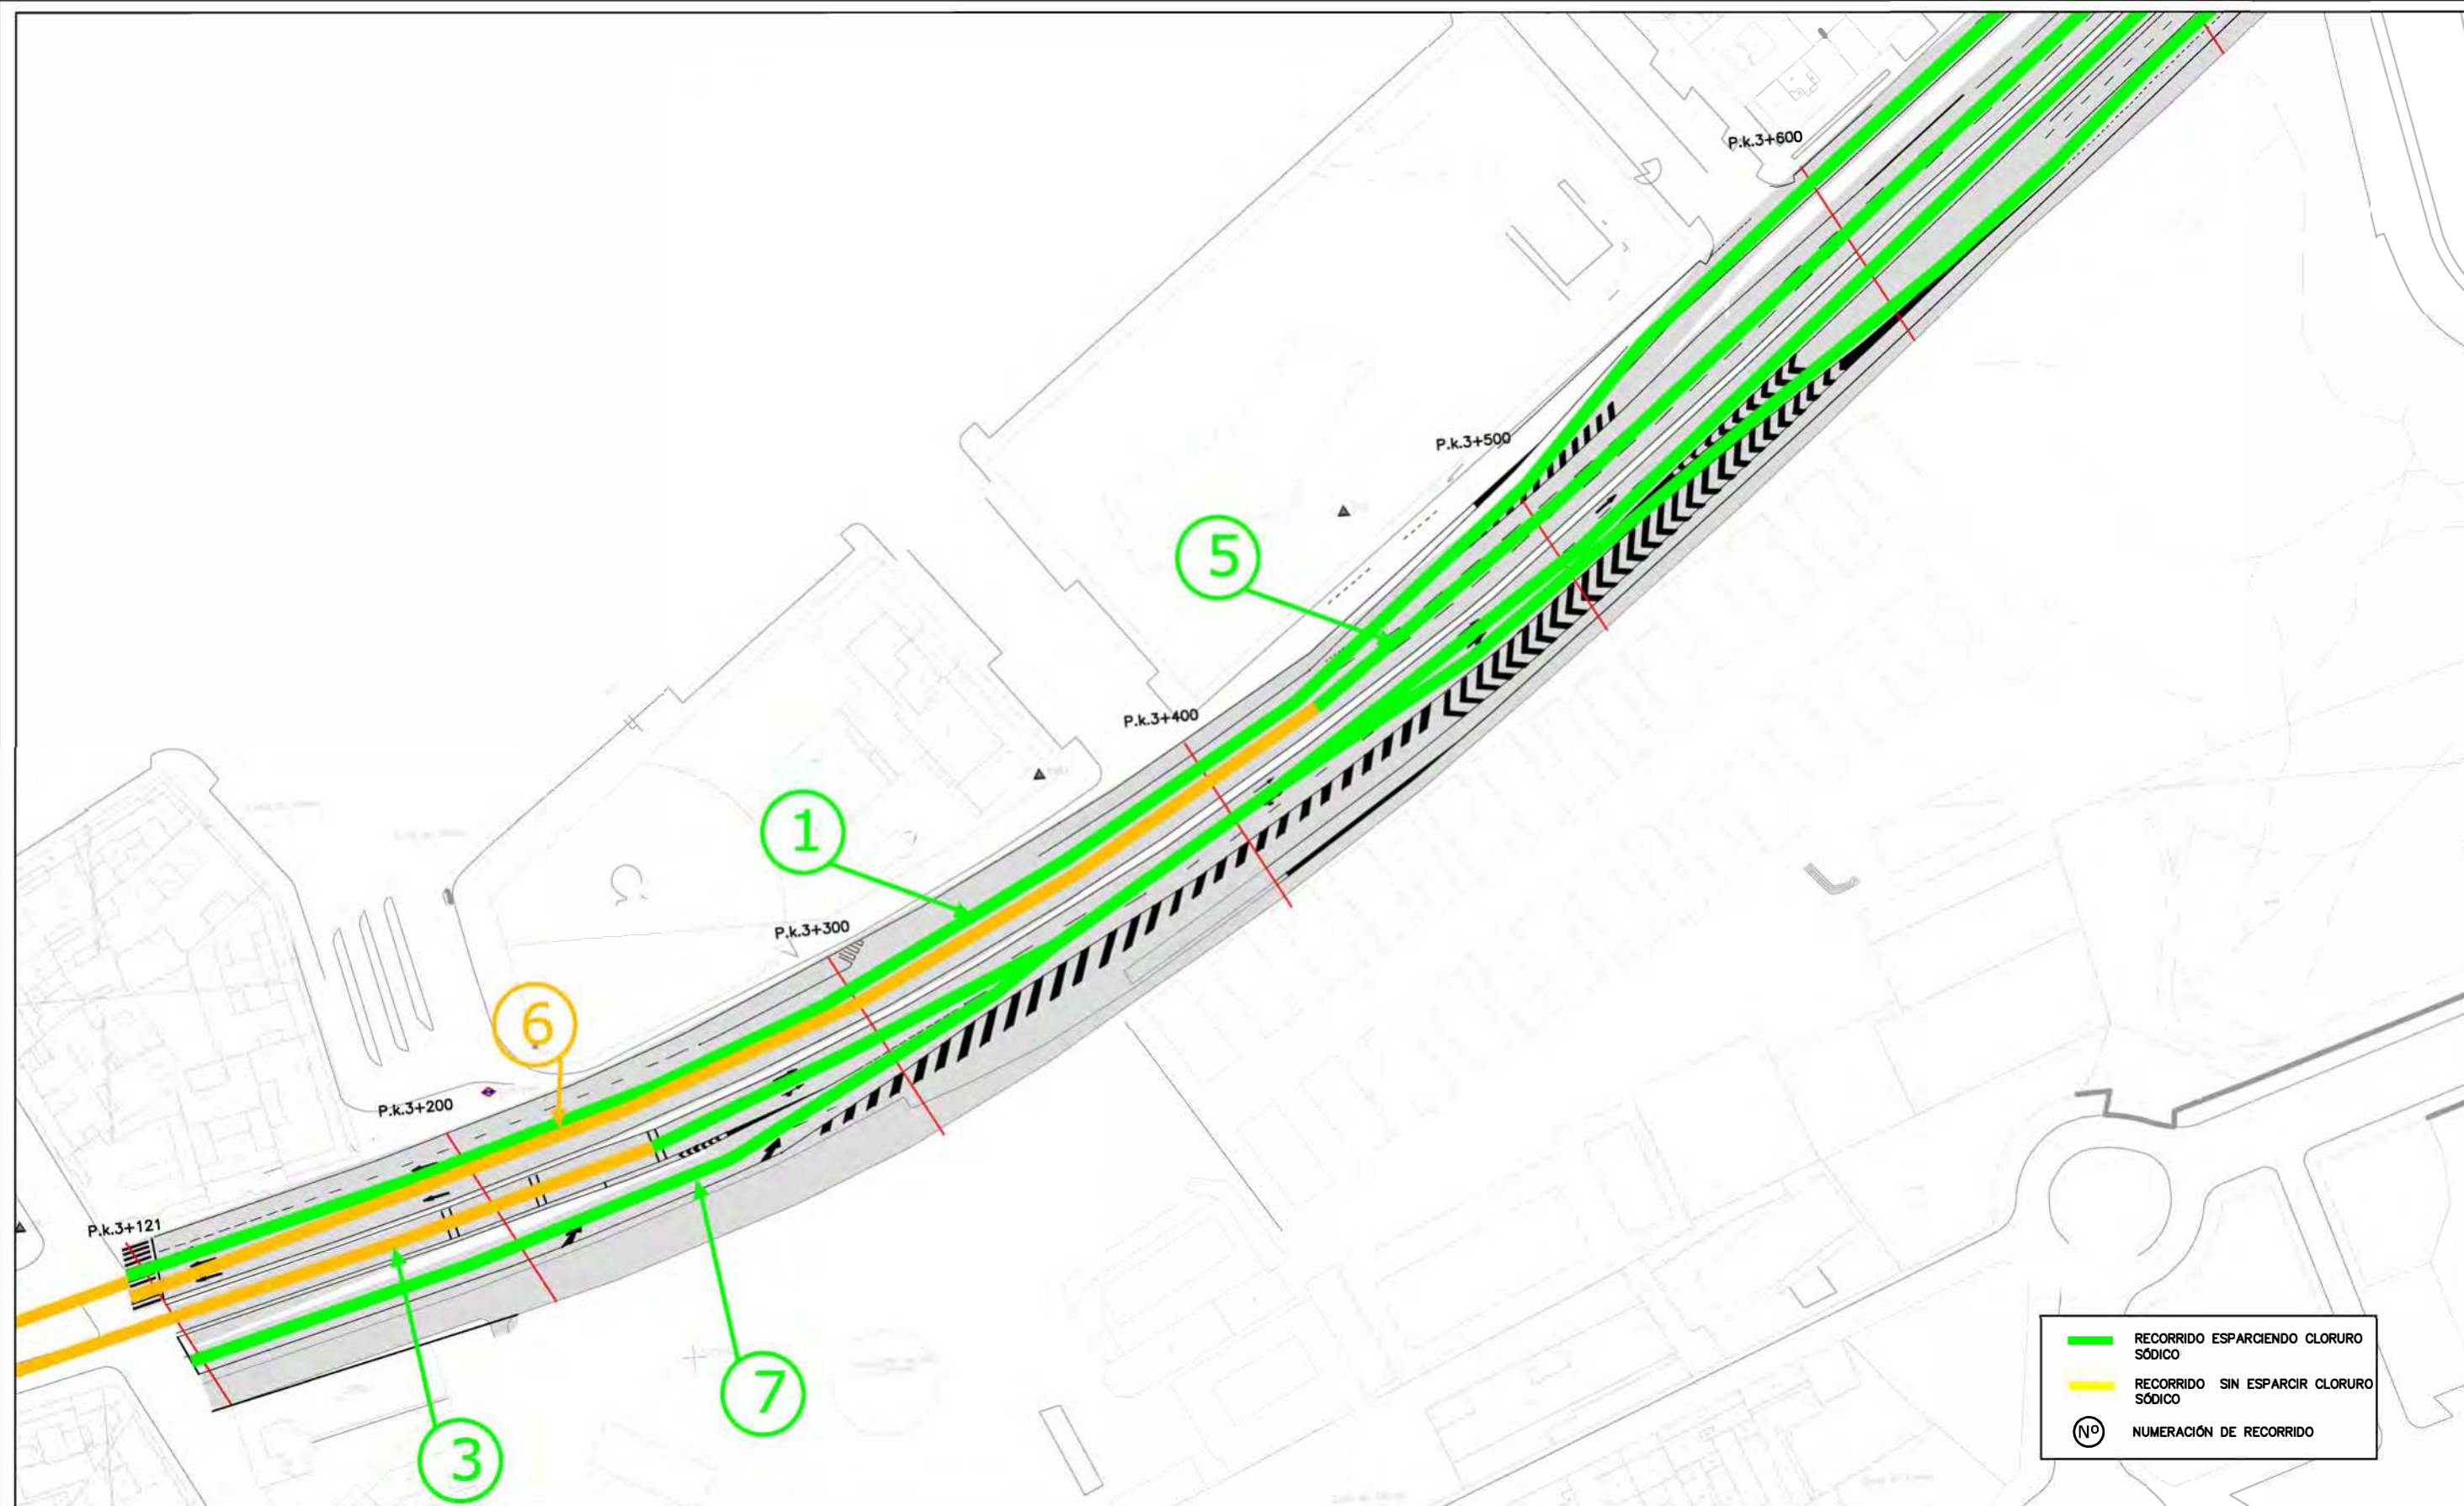 P.k.3+600
P.k.3+500
5
P.k.3+400
1
P.k.3+300
6
P.k.3+200
P.k.3+121
7
3
RECORRIDO ESPARCIENDO CLORURO
SÓDICO
RECORRIDO SIN ESPARCIR CLORURO
SÓDICO
Nº NUMERACIÓN DE RECORRIDO